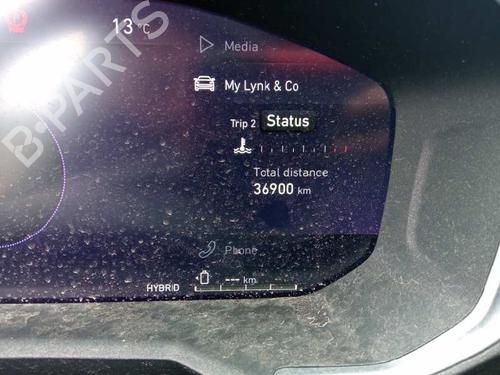 13 °C
Media
My Lynk & Co
Trip 2 Status
Total distance
36900 km
Phone
HYBRID --- km
B-PARTS